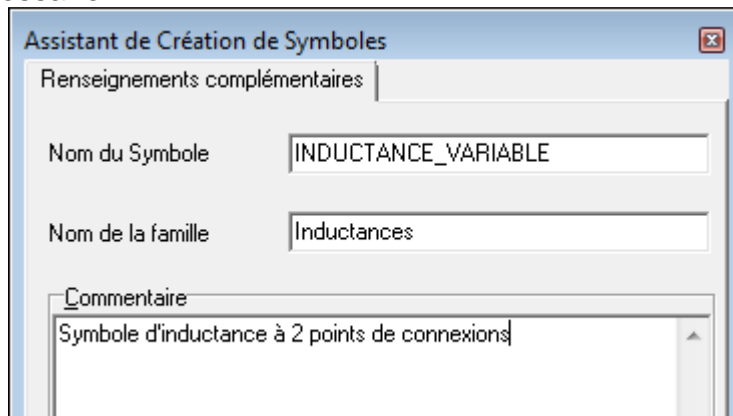 Assistant de Création de Symboles
Renseignements complémentaires
Nom du Symbole INDUCTANCE_VARIABLE
Nom de la famille Inductances
Commentaire
Symbole d'inductance à 2 points de connexions